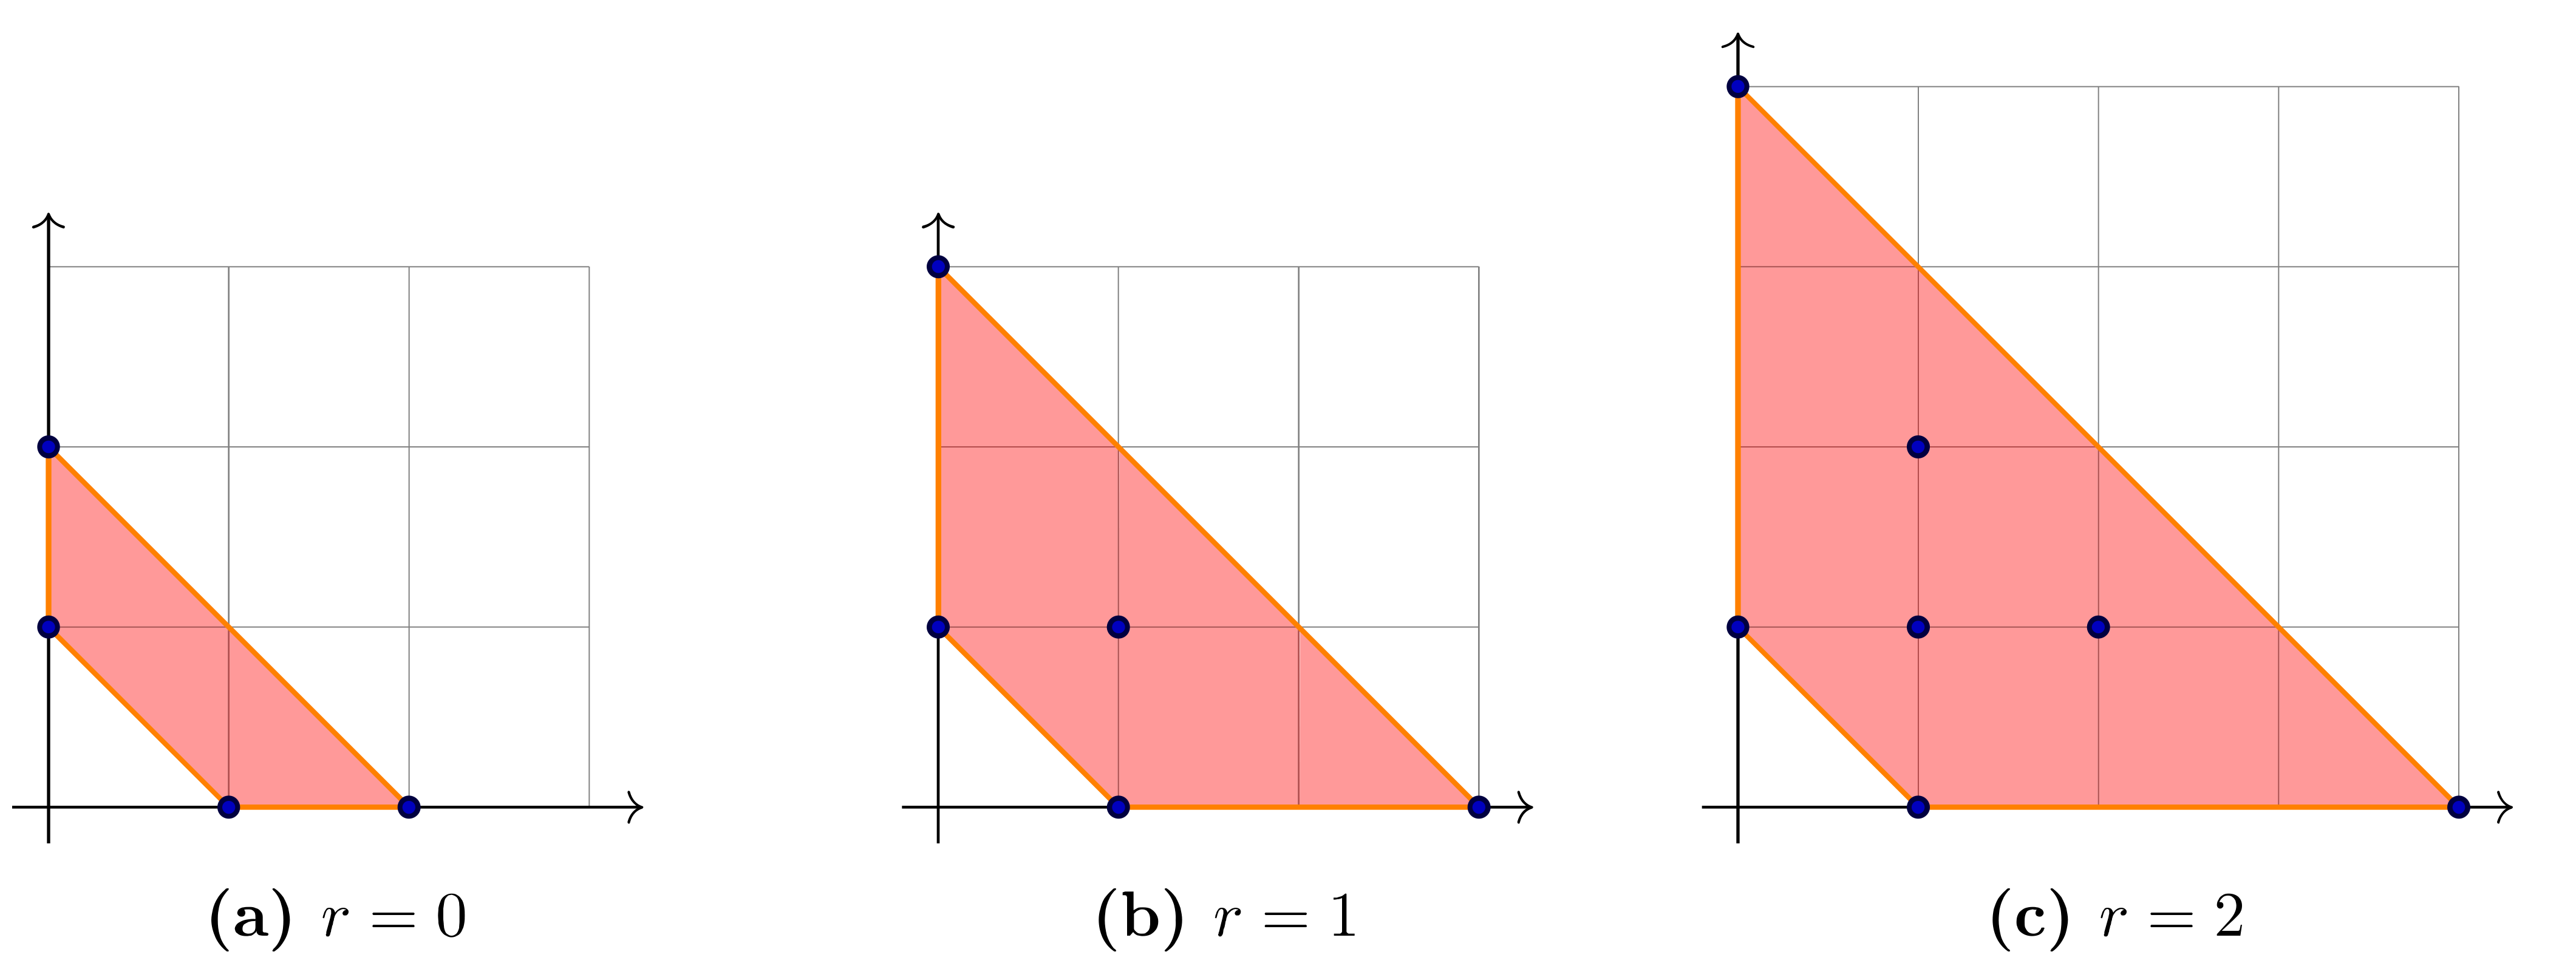 (a) r = 0
(b) r = 1
(c) r = 2